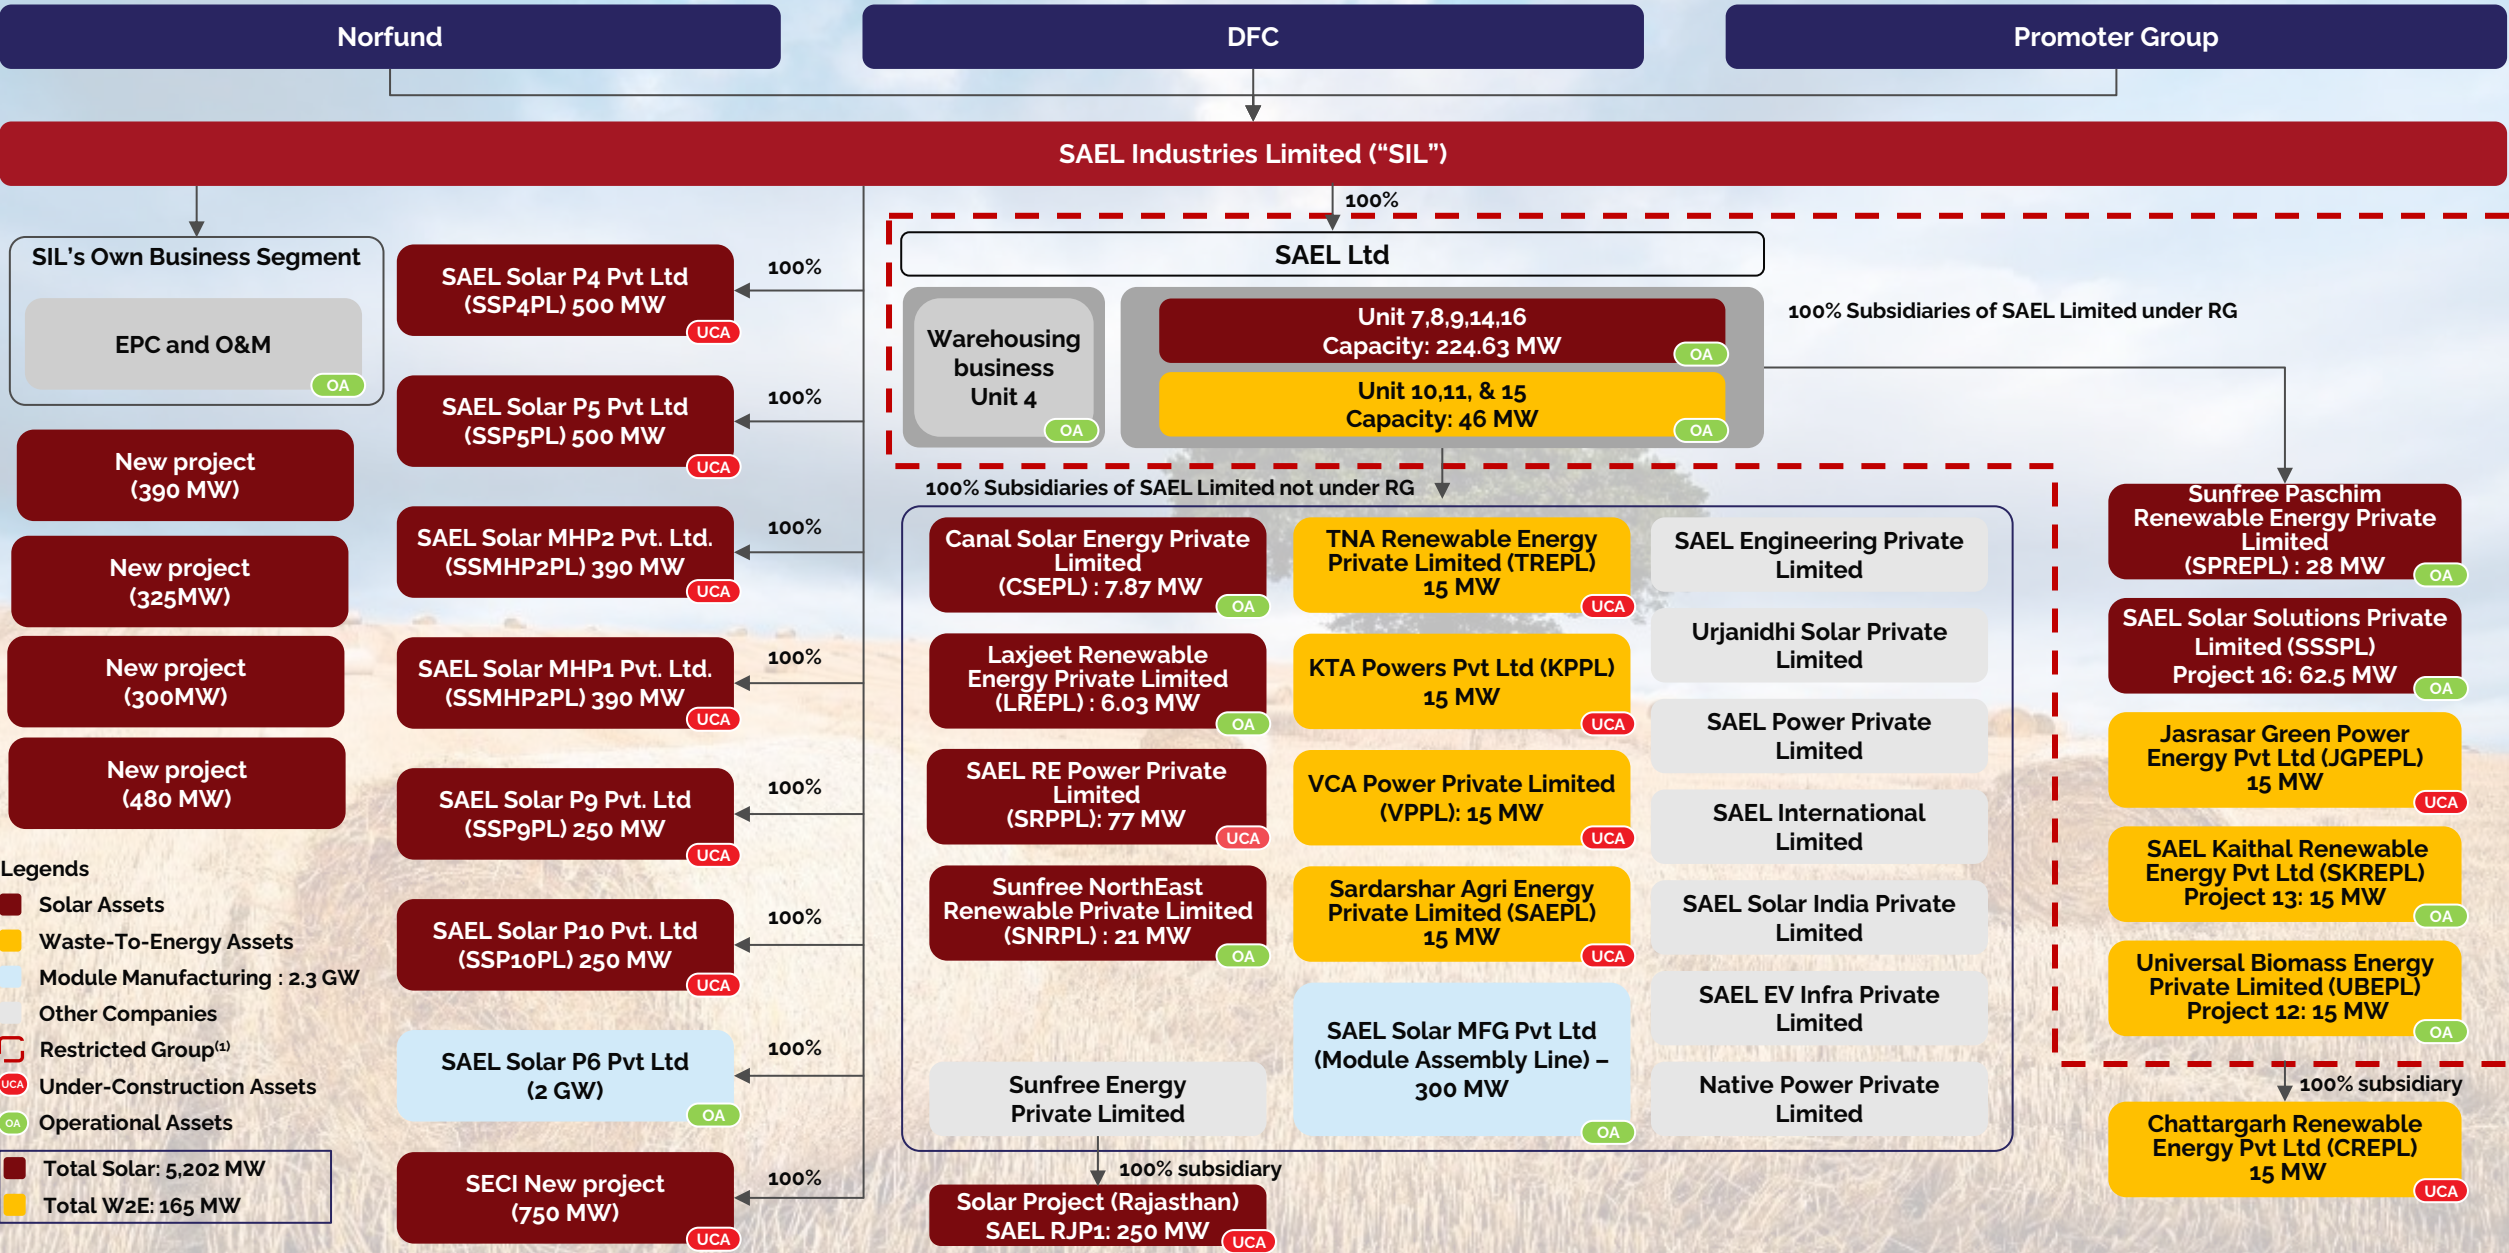 Norfund
DFC
Promoter Group
SAEL Industries Limited (“SIL”)
100%
SIL’s Own Business Segment
EPC and O&M
OA
New project
(390 MW)
New project
(325MW)
New project
(300MW)
New project
(480 MW)
Legends
Solar Assets
Waste-To-Energy Assets
Module Manufacturing : 2.3 GW
Other Companies
Restricted Group(1)
UCA
Under-Construction Assets
OA
Operational Assets
Total Solar: 5,202 MW
Total W2E: 165 MW
SAEL Solar P4 Pvt Ltd
(SSP4PL) 500 MW
UCA
100%
SAEL Solar P5 Pvt Ltd
(SSP5PL) 500 MW
UCA
100%
SAEL Solar MHP2 Pvt. Ltd.
(SSMHP2PL) 390 MW
UCA
100%
SAEL Solar MHP1 Pvt. Ltd.
(SSMHP2PL) 390 MW
UCA
100%
SAEL Solar P9 Pvt. Ltd
(SSP9PL) 250 MW
UCA
100%
SAEL Solar P10 Pvt. Ltd
(SSP10PL) 250 MW
UCA
100%
SAEL Solar P6 Pvt Ltd
(2 GW)
OA
100%
SECI New project
(750 MW)
UCA
100%
SAEL Ltd
Warehousing
business
Unit 4
OA
Unit 7,8,9,14,16
Capacity: 224.63 MW
OA
Unit 10,11, & 15
Capacity: 46 MW
OA
100% Subsidiaries of SAEL Limited under RG
100% Subsidiaries of SAEL Limited not under RG
Canal Solar Energy Private
Limited
(CSEPL) : 7.87 MW
OA
Laxjeet Renewable
Energy Private Limited
(LREPL) : 6.03 MW
OA
SAEL RE Power Private
Limited
(SRPPL): 77 MW
UCA
Sunfree NorthEast
Renewable Private Limited
(SNRPL) : 21 MW
OA
Sunfree Energy
Private Limited
100% subsidiary
Solar Project (Rajasthan)
SAEL RJP1: 250 MW
UCA
TNA Renewable Energy
Private Limited (TREPL)
15 MW
UCA
KTA Powers Pvt Ltd (KPPL)
15 MW
UCA
VCA Power Private Limited
(VPPL): 15 MW
UCA
Sardarshar Agri Energy
Private Limited (SAEPL)
15 MW
UCA
SAEL Solar MFG Pvt Ltd
(Module Assembly Line) –
300 MW
OA
SAEL Engineering Private
Limited
Urjanidhi Solar Private
Limited
SAEL Power Private
Limited
SAEL International
Limited
SAEL Solar India Private
Limited
SAEL EV Infra Private
Limited
Native Power Private
Limited
Sunfree Paschim
Renewable Energy Private
Limited
(SPREPL) : 28 MW
OA
SAEL Solar Solutions Private
Limited (SSSPL)
Project 16: 62.5 MW
OA
Jasrasar Green Power
Energy Pvt Ltd (JGPEPL)
15 MW
UCA
SAEL Kaithal Renewable
Energy Pvt Ltd (SKREPL)
Project 13: 15 MW
OA
Universal Biomass Energy
Private Limited (UBEPL)
Project 12: 15 MW
OA
100% subsidiary
Chattargarh Renewable
Energy Pvt Ltd (CREPL)
15 MW
UCA